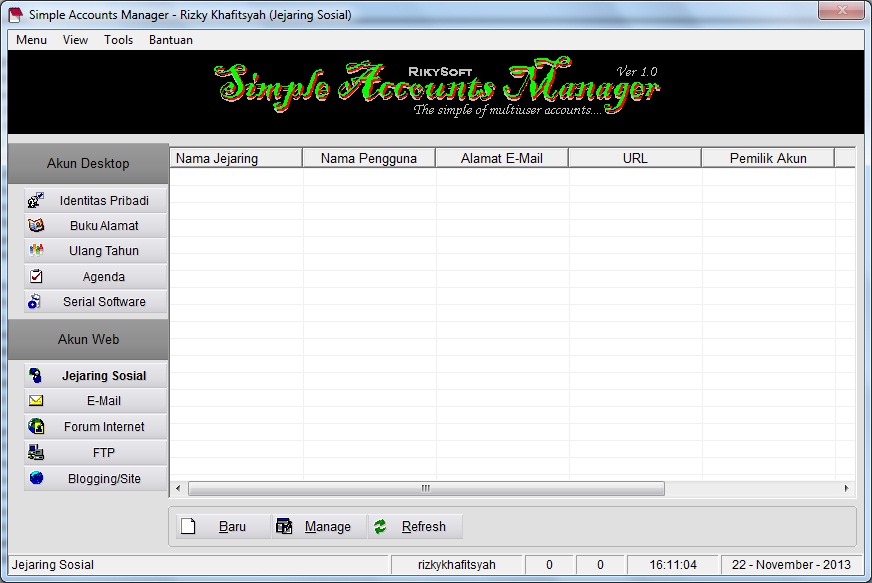 Simple Accounts Manager - Rizky Khafitsyah (Jejaring Sosial)
Menu View Tools Bantuan
RIKYSOFT Ver 1.0
Simple Accounts Manager
The simple of multiuser accounts....
Akun Desktop
Identitas Pribadi
Buku Alamat
Ulang Tahun
Agenda
Serial Software
Akun Web
Jejaring Sosial
E-Mail
Forum Internet
FTP
Blogging/Site
Nama Jejaring Nama Pengguna Alamat E-Mail URL Pemilik Akun
Baru Manage Refresh
Jejaring Sosial rizkykhafitsyah 0 0 16:11:04 22 - November - 2013